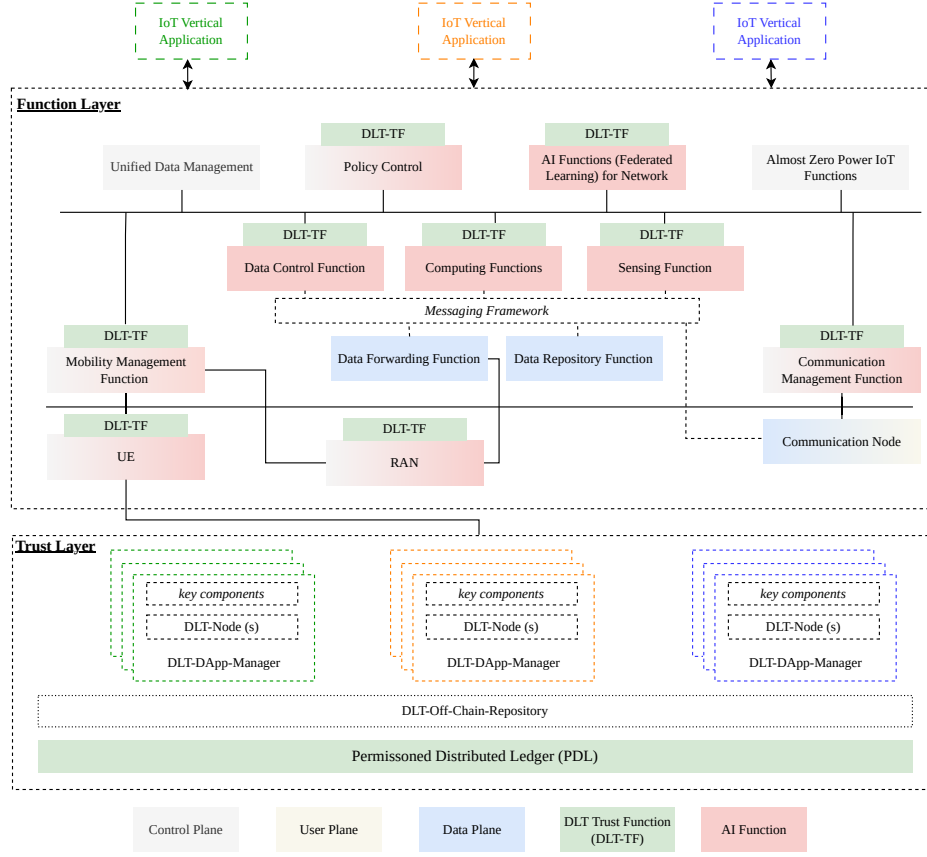 IoT Vertical
Application
IoT Vertical
Application
IoT Vertical
Application
Function Layer
DLT-TF
DLT-TF
Unified Data Management
Policy Control
AI Functions (Federated
Learning) for Network
Almost Zero Power IoT
Functions
DLT-TF
DLT-TF
DLT-TF
Data Control Function
Computing Functions
Sensing Function
Messaging Framework
DLT-TF
DLT-TF
Mobility Management
Function
Data Forwarding Function
Data Repository Function
Communication
Management Function
DLT-TF
DLT-TF
UE
RAN
Communication Node
Trust Layer
key components
key components
key components
DLT-Node (s)
DLT-Node (s)
DLT-Node (s)
DLT-DApp-Manager
DLT-DApp-Manager
DLT-DApp-Manager
DLT-Off-Chain-Repository
Permissoned Distributed Ledger (PDL)
Control Plane
User Plane
Data Plane
DLT Trust Function
(DLT-TF)
AI Function